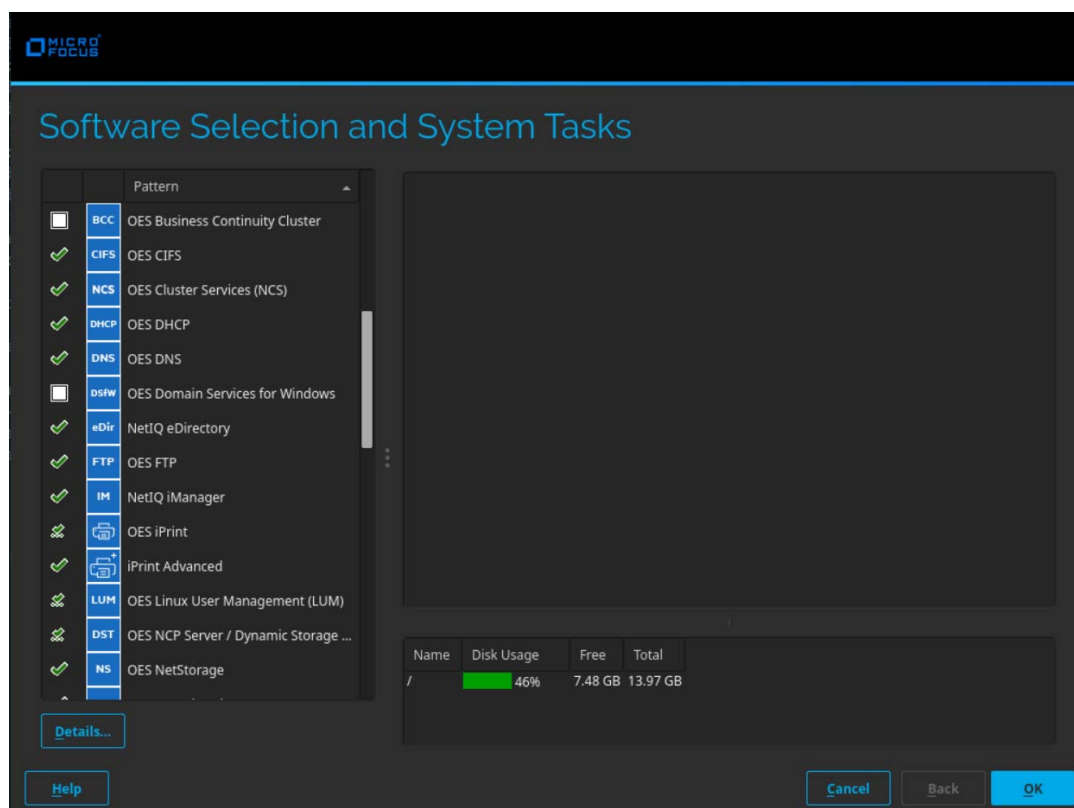 MICRO
FOCUS
Software Selection and System Tasks
Pattern
BCC OES Business Continuity Cluster
CIFS OES CIFS
NCS OES Cluster Services (NCS)
DHCP OES DHCP
DNS OES DNS
DSfW OES Domain Services for Windows
eDir NetIQ eDirectory
FTP OES FTP
IM NetIQ iManager
OES iPrint
iPrint Advanced
LUM OES Linux User Management (LUM)
DST OES NCP Server / Dynamic Storage ...
NS OES NetStorage
Name Disk Usage Free Total
/ 46% 7.48 GB 13.97 GB
Details...
Help Cancel Back OK